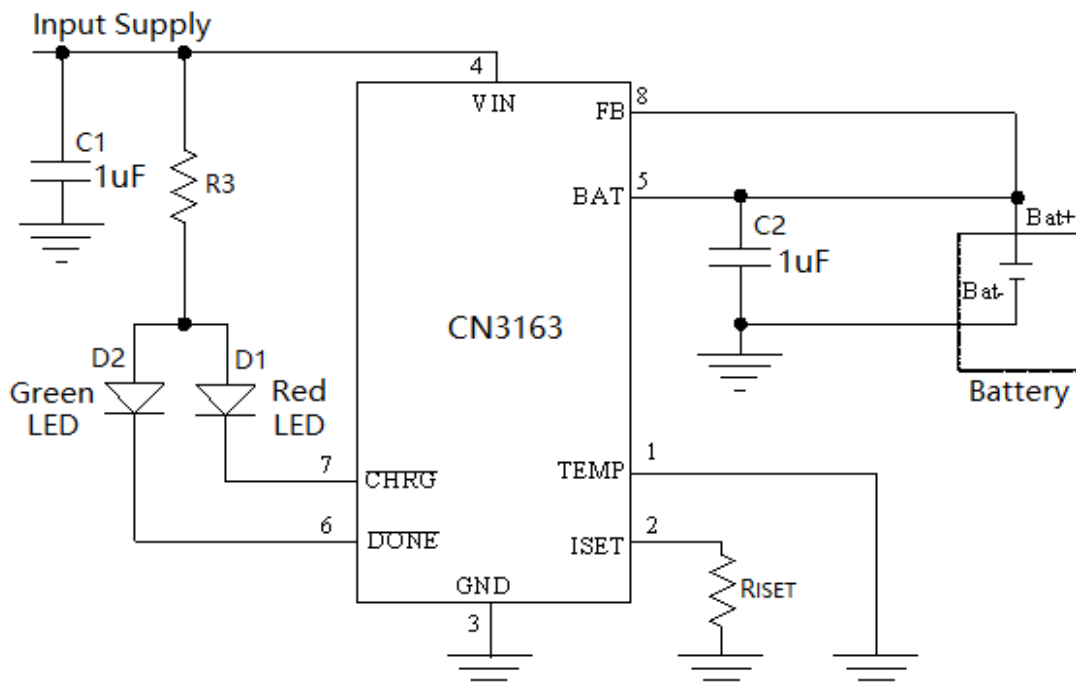 Input Supply
4
VIN
8
FB
C1
1uF
R3
5
BAT
C2
1uF
Bat+
Bat-
CN3163
D2
D1
Green
LED
Red
LED
Battery
7
CHRG
1
TEMP
6
DONE
2
ISET
RISET
GND
3